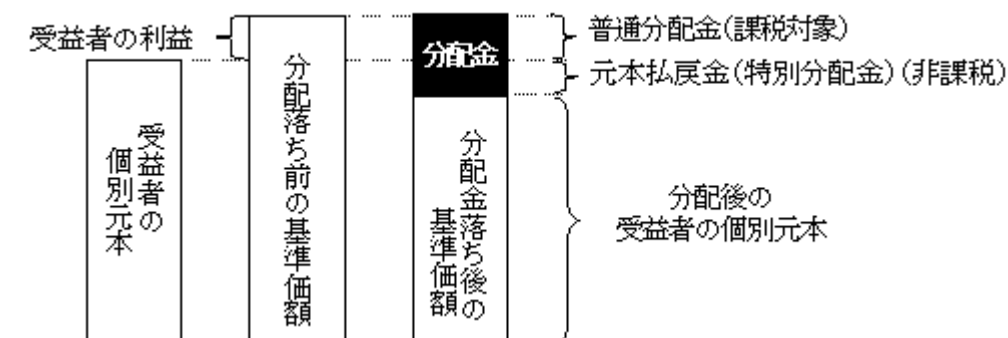 受益者の利益
受益者の
個別元本
分配落ち前の基準価額
分配金
分配金落ち後の
基準価額
普通分配金(課税対象)
元本払戻金(特別分配金)(非課税)
分配後の
受益者の個別元本